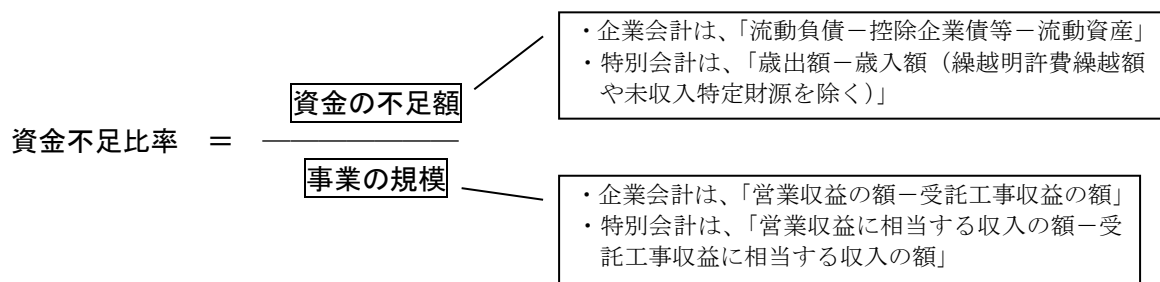 ・企業会計は、「流動負債－控除企業債等－流動資産」
・特別会計は、「歳出額－歳入額（繰越明許費繰越額
や未収入特定財源を除く）」
資金の不足額
資金不足比率　＝
事業の規模
・企業会計は、「営業収益の額－受託工事収益の額」
・特別会計は、「営業収益に相当する収入の額－受
託工事収益に相当する収入の額」